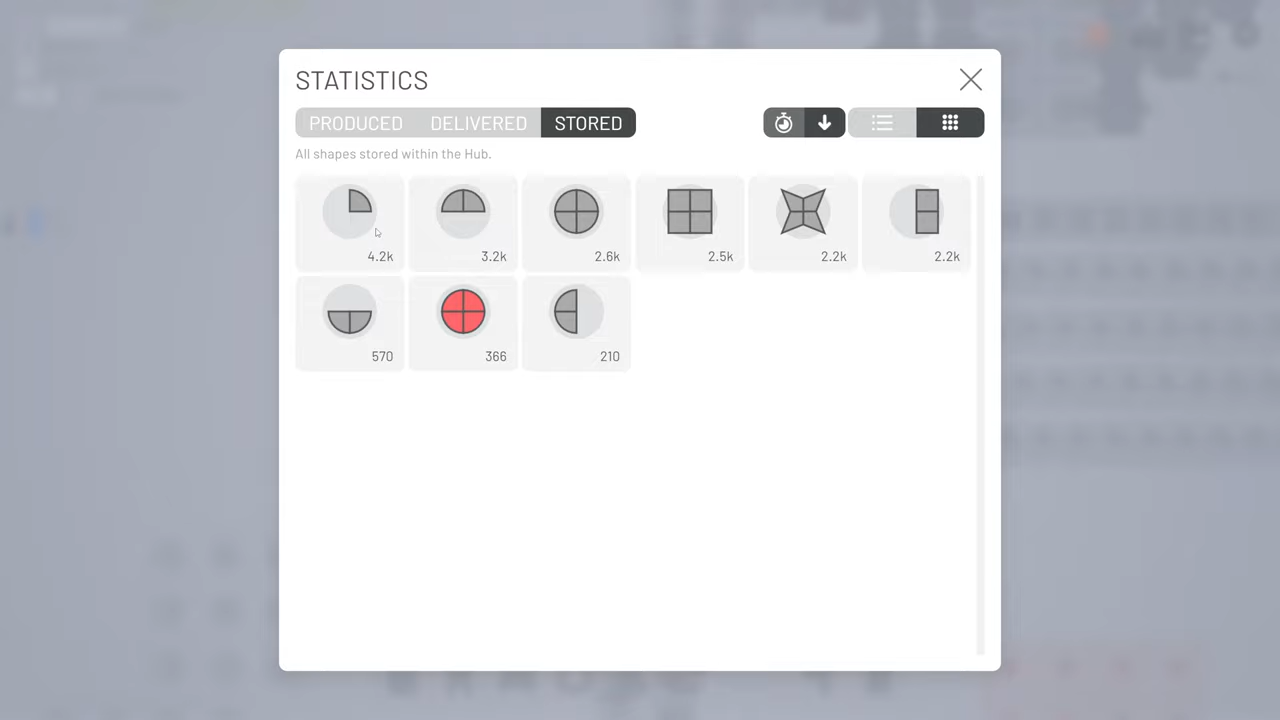 STATISTICS
PRODUCED DELIVERED STORED
All shapes stored within the Hub.
4.2k 3.2k 2.6k 2.5k 2.2k 2.2k
570 366 210